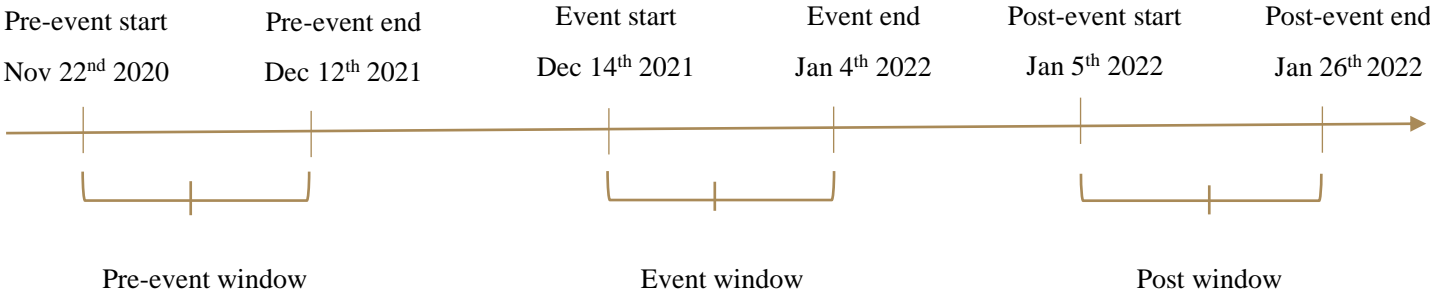 Pre-event start Pre-event end Event start Event end Post-event start Post-event end
Nov 22nd 2020 Dec 12th 2021 Dec 14th 2021 Jan 4th 2022 Jan 5th 2022 Jan 26th 2022
Pre-event window Event window Post window